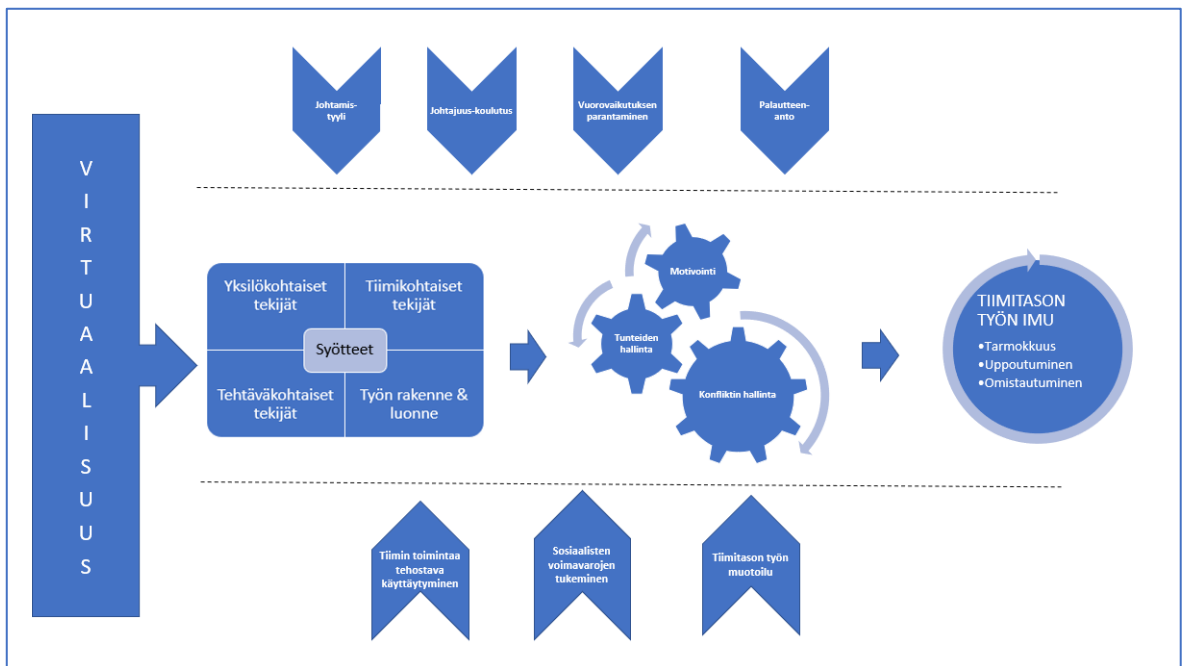 VIRTUAALISUUS
Johtamis-
tyyli
Johtajuus-koulutus
Vuorovaikutuksen
parantaminen
Palautteen-
anto
Yksilökohtaiset
tekijät
Tiimikohtaiset
tekijät
Syötteet
Tehtäväkohtaiset
tekijät
Työn rakenne &
luonne
Motivointi
Tunteiden
hallinta
Konfliktin hallinta
TIIMITASON
TYÖN IMU
•Tarmokkuus
•Uppoutuminen
•Omistautuminen
Tiimin toimintaa
tehostava
käyttäytyminen
Sosiaalisten
voimavarojen
tukeminen
Tiimitason työn
muotoilu